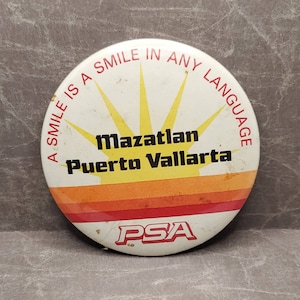 A SMILE IS A SMILE IN ANY LANGUAGE
Mazatlan
Puerto Vallarta
PSA